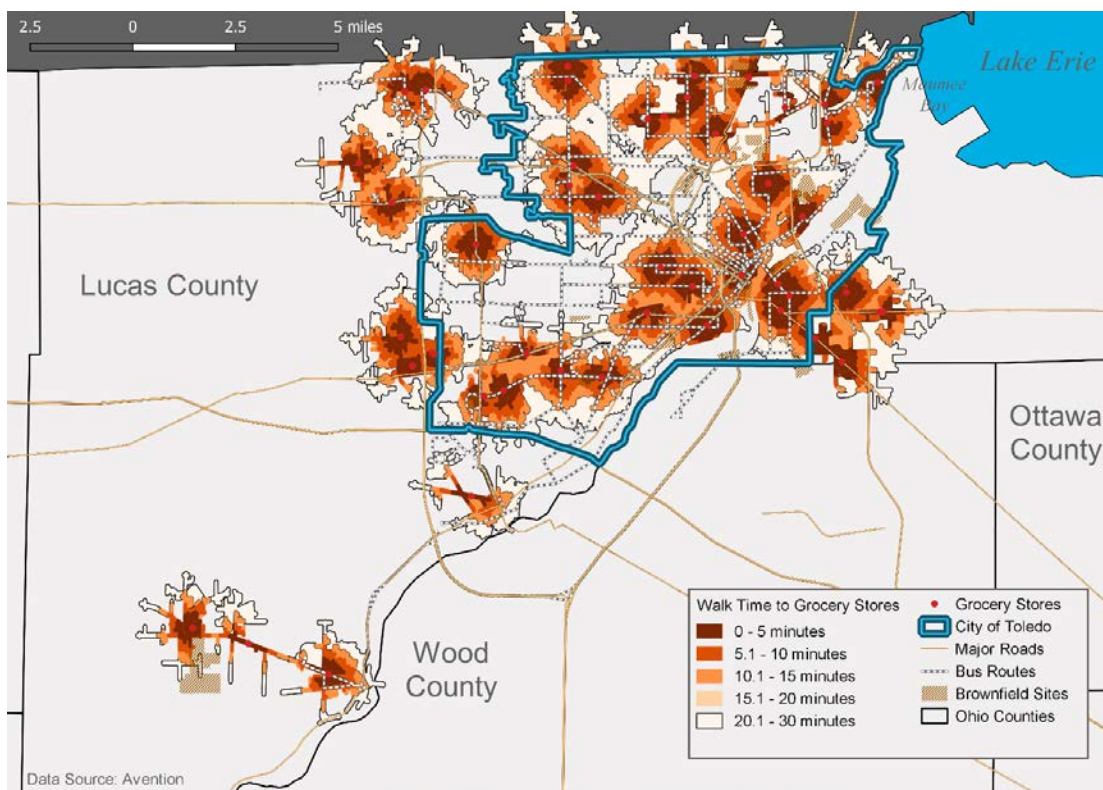 2.5 0 2.5 5 miles
Lake Erie
Maumee
Bay
Lucas County
Ottawa
County
Wood
County
Walk Time to Grocery Stores
0 - 5 minutes
5.1 - 10 minutes
10.1 - 15 minutes
15.1 - 20 minutes
20.1 - 30 minutes
Grocery Stores
City of Toledo
Major Roads
Bus Routes
Brownfield Sites
Ohio Counties
Data Source: Avention